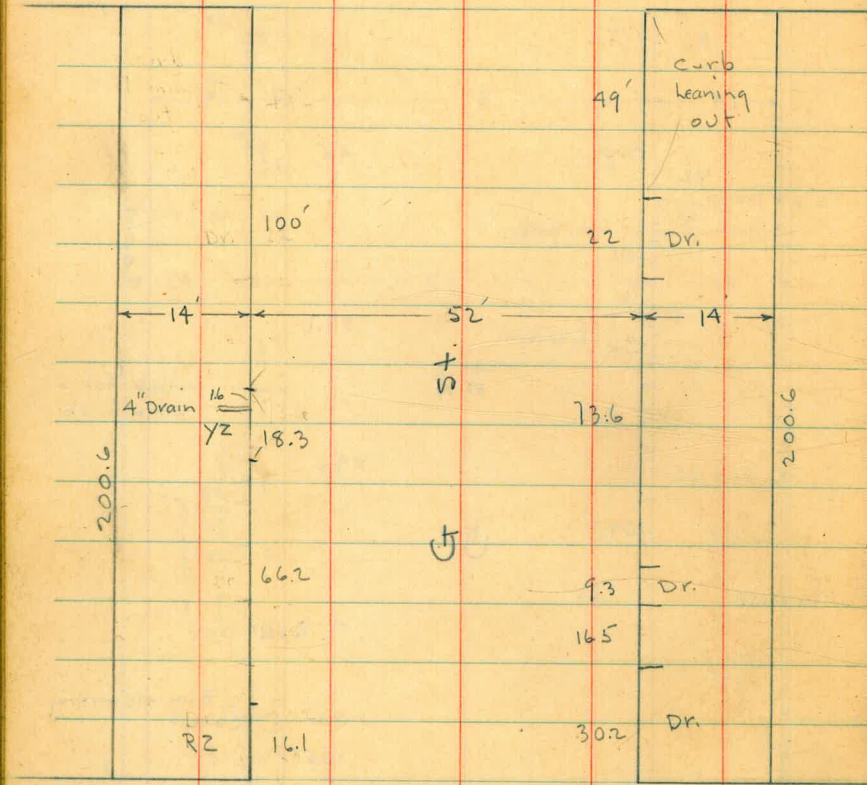 curb
leaning
out
49'
100'
22 Dr.
14' 52' 14
St.
1.6
4" Drain
YZ 18.3
73.6
200.6
200.6
G
66.2
9.3 Dr.
16.5
30.2 Dr.
RZ 16.1